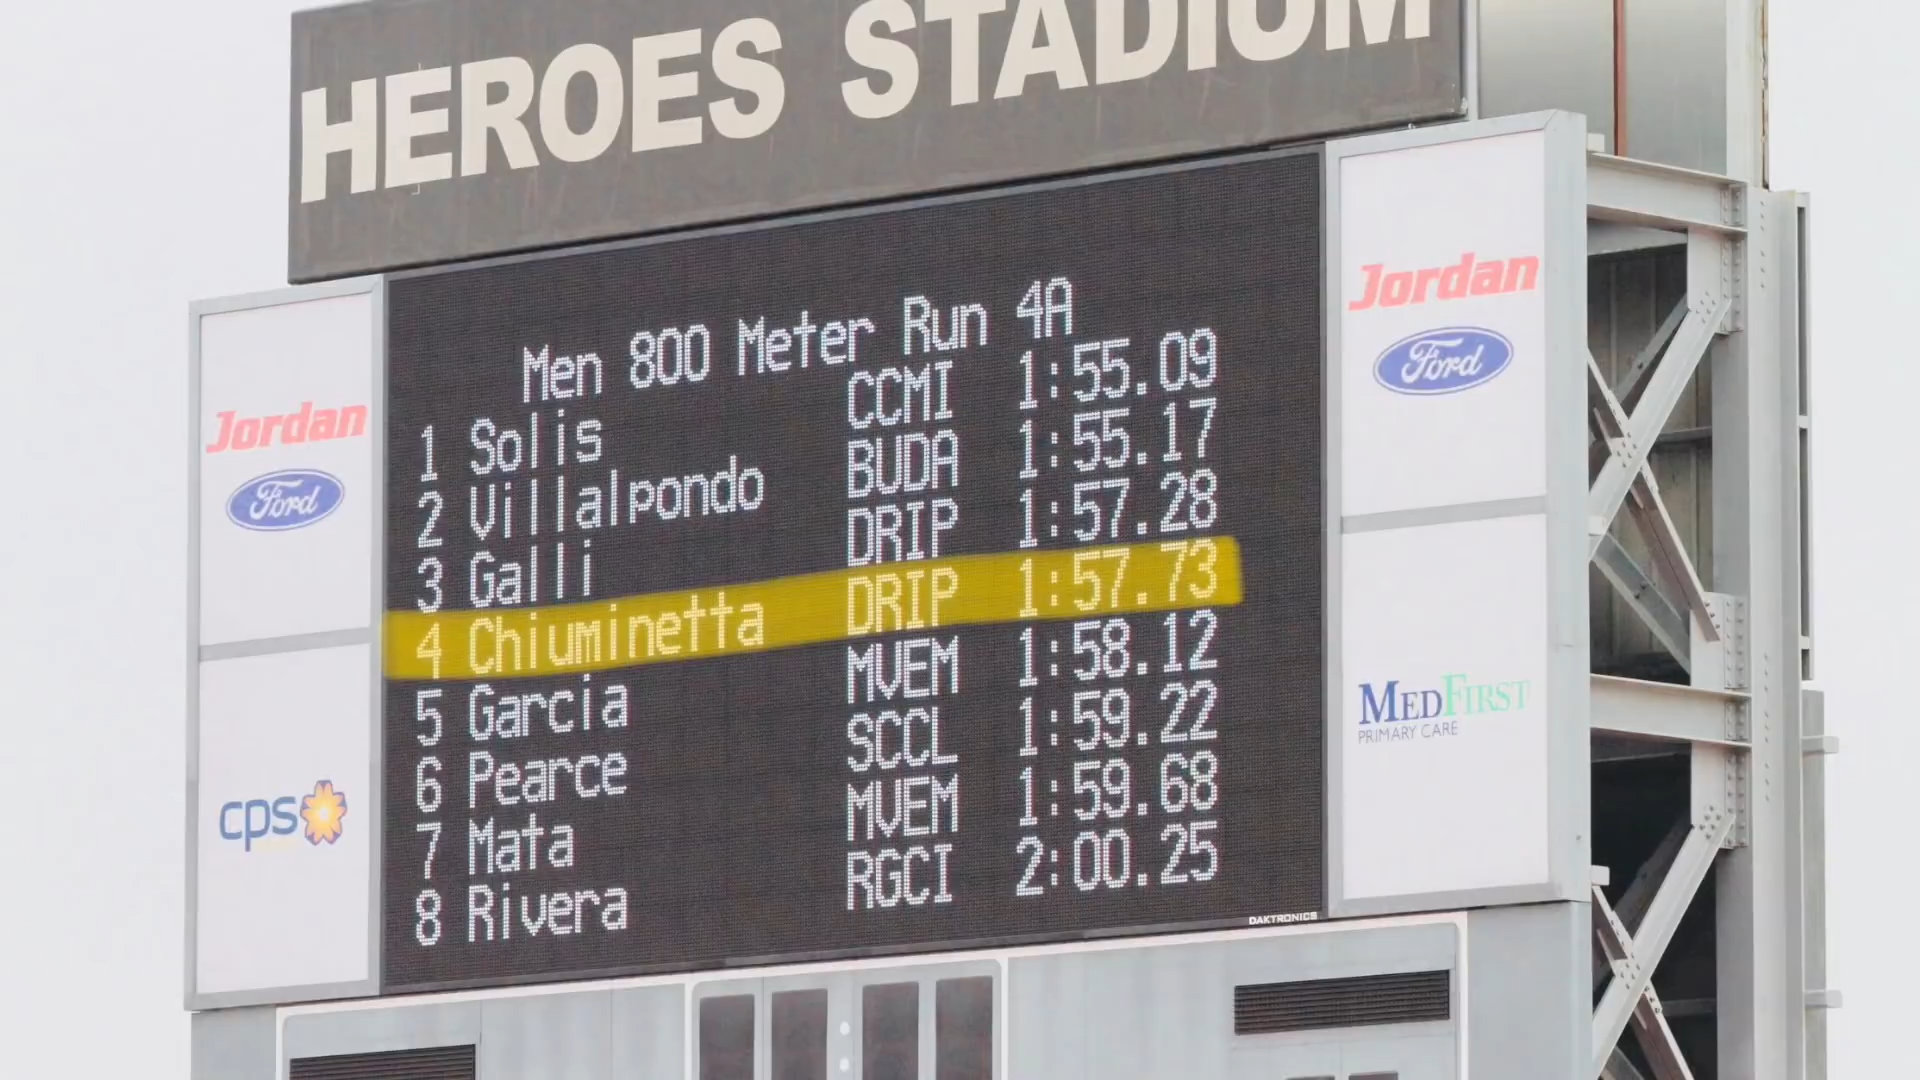 HEROES STADIUM
Men 800 Meter Run 4A
1 Solis CCMI 1:55.09
2 Villalpondo BUDA 1:55.17
3 Galli DRIP 1:57.28
4 Chiuminetta DRIP 1:57.73
5 Garcia MVEM 1:58.12
6 Pearce SCCL 1:59.22
7 Mata MVEM 1:59.68
8 Rivera RGCI 2:00.25
DAKTRONICS
Jordan
Ford
cps
Jordan
Ford
MEDFIRST
PRIMARY CARE